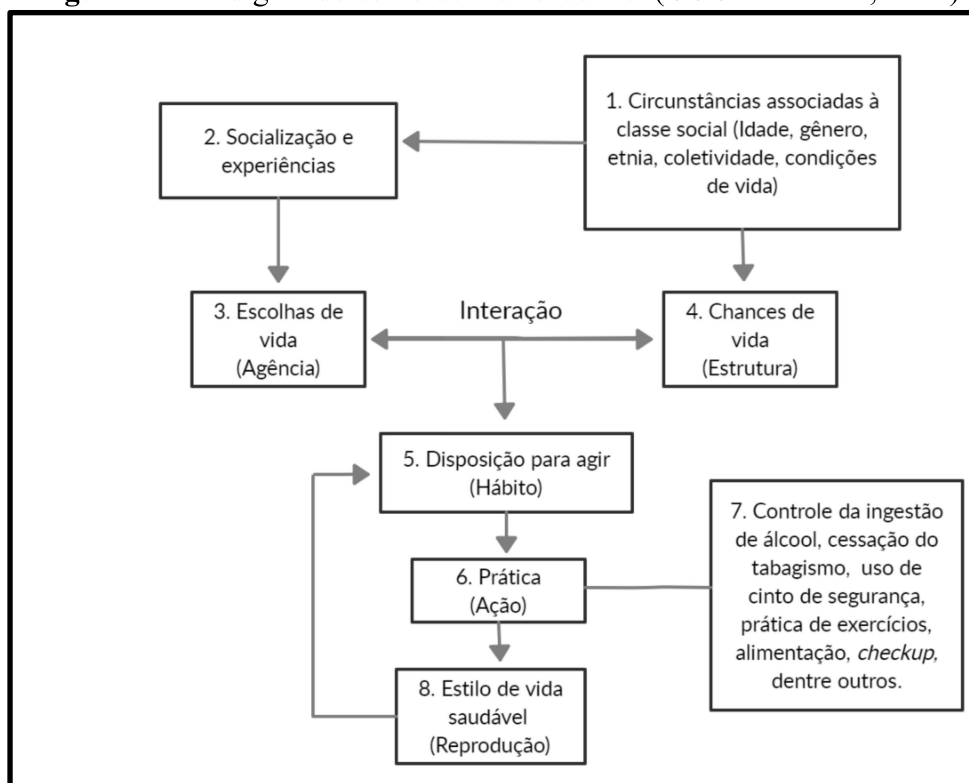 1. Circunstâncias associadas à
classe social (Idade, gênero,
etnia, coletividade, condições
de vida)
2. Socialização e
experiências
3. Escolhas de
vida
(Agência)
Interação
4. Chances de
vida
(Estrutura)
5. Disposição para agir
(Hábito)
6. Prática
(Ação)
7. Controle da ingestão
de álcool, cessação do
tabagismo, uso de
cinto de segurança,
prática de exercícios,
alimentação, checkup,
dentre outros.
8. Estilo de vida
saudável
(Reprodução)